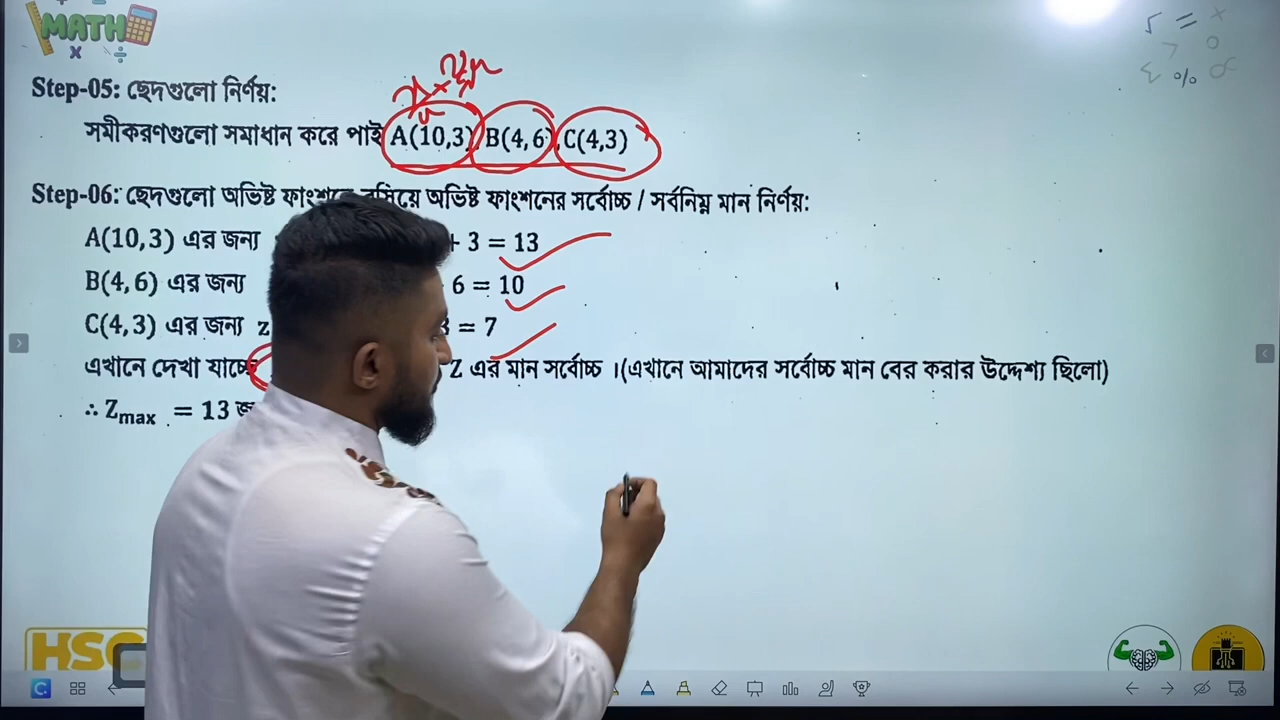 MATH
Step-05: ছেদগুলো নির্ণয়:
সমীকরণগুলো সমাধান করে পাই A(10,3) B(4,6) ,C(4,3)
Step-06: ছেদগুলো অভিষ্ট ফাংশনে বসিয়ে অভিষ্ট ফাংশনের সর্বোচ্চ / সর্বনিম্ন মান নির্ণয়:
A(10,3) এর জন্য + 3 = 13
B(4,6) এর জন্য 6 = 10
C(4,3) এর জন্য z 3 = 7
এখানে দেখা যাচ্ছে Z এর মান সর্বোচ্চ ।(এখানে আমাদের সর্বোচ্চ মান বের করার উদ্দেশ্য ছিলো)
∴ Zmax = 13
HSC